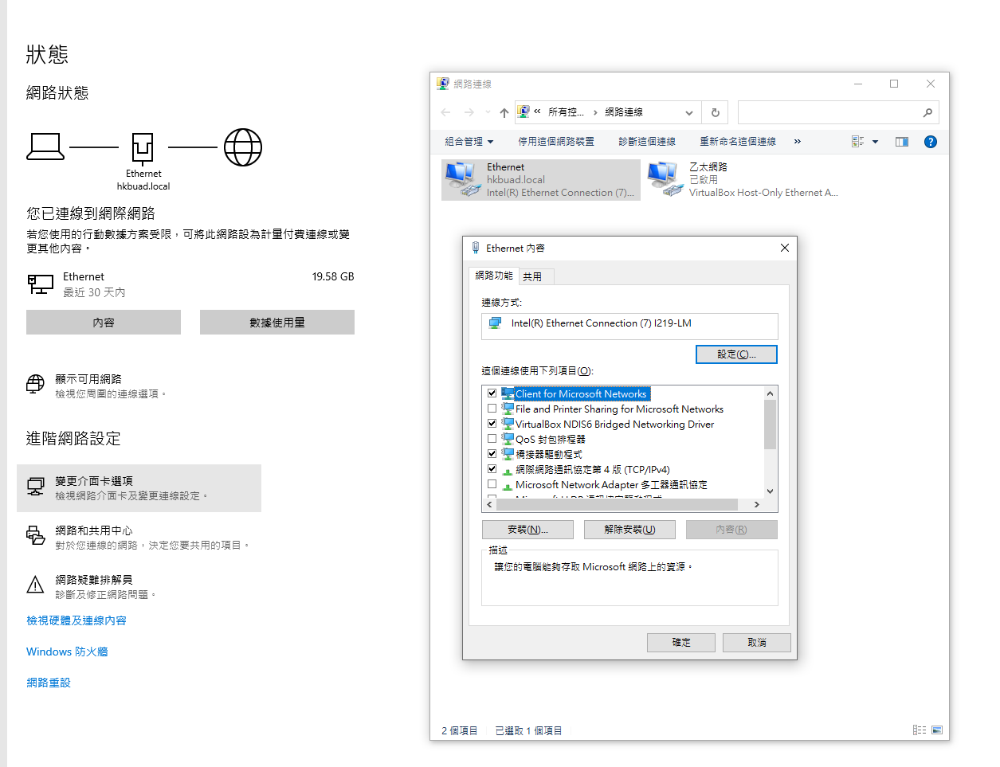 狀態
網路狀態
Ethernet
hkbuad.local
您已連線到網際網路
若您使用的行動數據方案受限，可將此網路設為計量付費連線或變
更其他內容。
Ethernet
19.58 GB
最近 30 天內
內容
數據使用量
顯示可用網路
檢視您周圍的連線選項。
進階網路設定
變更介面卡選項
檢視網路介面卡及變更連線設定。
網路和共用中心
對於您連線的網路，決定您要共用的項目。
網路疑難排解員
診斷及修正網路問題。
檢視硬體及連線內容
Windows 防火牆
網路重設
網路連線
« 所有控... › 網路連線
組合管理
停用這個網路裝置
診斷這個連線
重新命名這個連線
»
Ethernet
hkbuad.local
Intel(R) Ethernet Connection (7)...
乙太網路
已啟用
VirtualBox Host-Only Ethernet A...
Ethernet 內容
網路功能
共用
連線方式:
Intel(R) Ethernet Connection (7) I219-LM
設定(C)...
這個連線使用下列項目(O):
Client for Microsoft Networks
File and Printer Sharing for Microsoft Networks
VirtualBox NDIS6 Bridged Networking Driver
QoS 封包排程器
橋接器驅動程式
網際網路通訊協定第 4 版 (TCP/IPv4)
Microsoft Network Adapter 多工器通訊協定
Microsoft LLDP 通訊協定驅動程式
安裝(N)...
解除安裝(U)
內容(R)
描述
讓您的電腦能夠存取 Microsoft 網路上的資源。
確定
取消
2 個項目
已選取 1 個項目